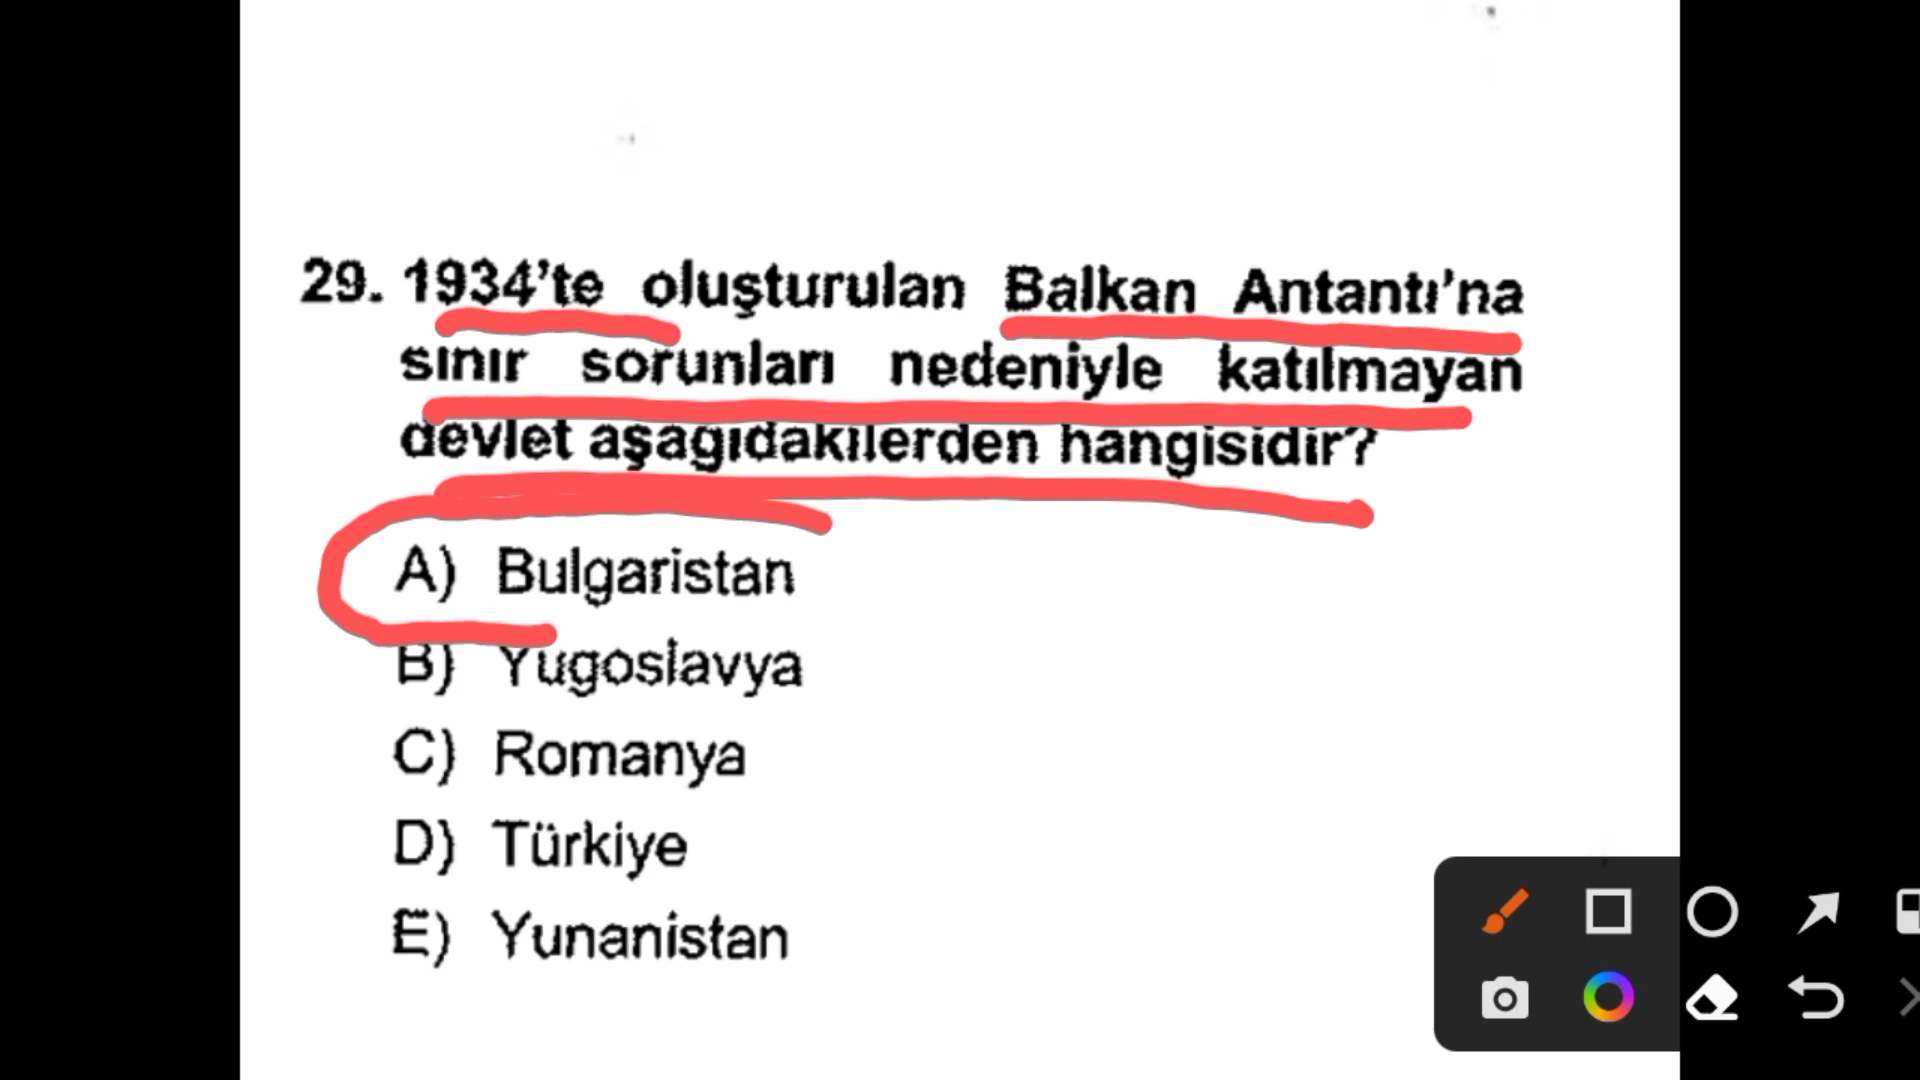 29. 1934'te oluşturulan Balkan Antantı'na
sınır sorunları nedeniyle katılmayan
devlet aşağıdakilerden hangisidir?
A) Bulgaristan
B) Yugoslavya
C) Romanya
D) Türkiye
E) Yunanistan